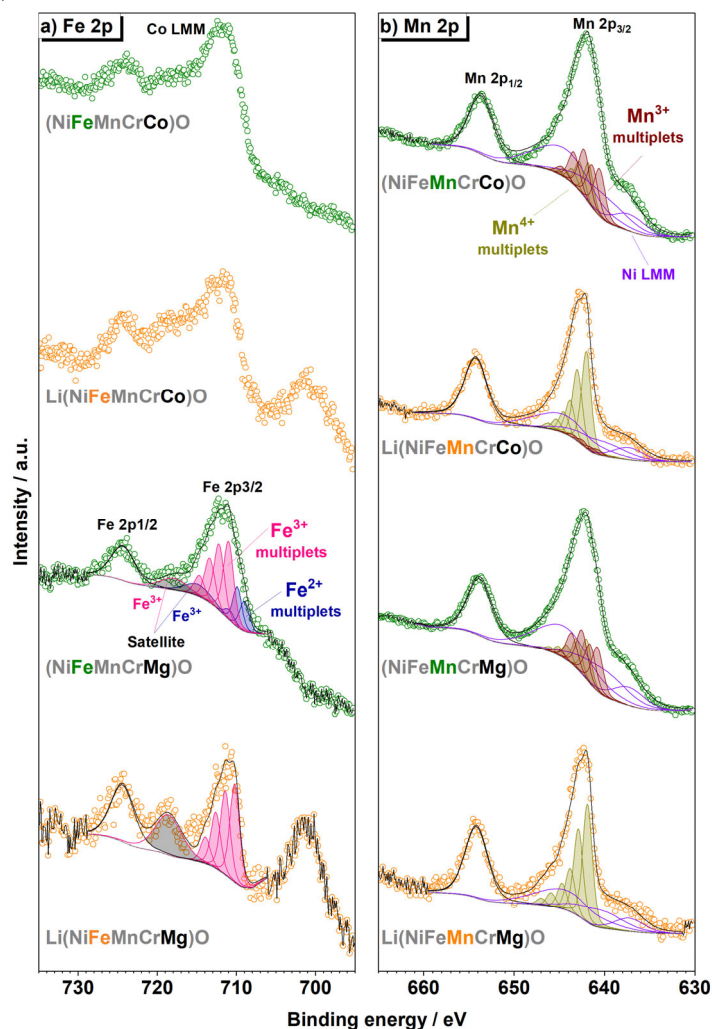 a) Fe 2p
Co LMM
(NiFeMnCrCo)O
Li(NiFeMnCrCo)O
Fe 2p1/2
Fe 2p3/2
Fe3+
multiplets
Fe2+
multiplets
Fe3+
Fe3+
Satellite
(NiFeMnCrMg)O
Li(NiFeMnCrMg)O
730
720
710
700
b) Mn 2p
Mn 2p3/2
Mn 2p1/2
Mn3+
multiplets
(NiFeMnCrCo)O
Mn4+
multiplets
Ni LMM
Li(NiFeMnCrCo)O
(NiFeMnCrMg)O
Li(NiFeMnCrMg)O
660
650
640
630
Intensity / a.u.
Binding energy / eV